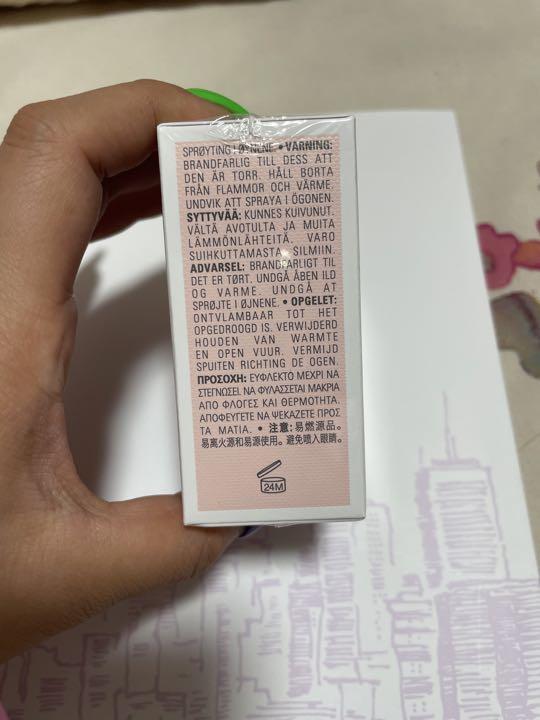 SPRØYTING I ØYNENE. • VARNING:
BRANDFARLIG TILL DESS ATT
DEN ÄR TORR. HÅLL BORTA
FRÅN FLAMMOR OCH VÄRME.
UNDVIK ATT SPRAYA I ÖGONEN.
SYTTYVÄÄ: KUNNES KUIVUNUT.
VÄLTÄ AVOTULTA JA MUITA
LÄMMÖNLÄHTEITÄ. VARO
SUIHKUTTAMASTA SILMIIN.
ADVARSEL: BRANDFARLIGT TIL
DET ER TØRT. UNDGÅ ÅBEN ILD
OG VARME. UNDGÅ AT
SPRØJTE I ØJNENE. • OPGELET:
ONTVLAMBAAR TOT HET
OPGEDROOGD IS. VERWIJDERD
HOUDEN VAN WARMTE
EN OPEN VUUR. VERMIJD
SPUITEN RICHTING DE OGEN.
ΠΡΟΣΟΧΗ: ΕΥΦΛΕΚΤΟ ΜΕΧΡΙ ΝΑ
ΣΤΕΓΝΩΣΕΙ ΝΑ ΦΥΛΑΣΣΕΤΑΙ ΜΑΚΡΙΑ
ΑΠΟ ΦΛΟΓΕΣ ΚΑΙ ΘΕΡΜΟΤΗΤΑ.
ΑΠΟΦΕΥΓΕΤΕ ΝΑ ΨΕΚΑΖΕΤΕ ΠΡΟΣ
ΤΑ ΜΑΤΙΑ. • 注意: 易燃源品。
易离火源和易源使用。避免喷入眼睛。
24M